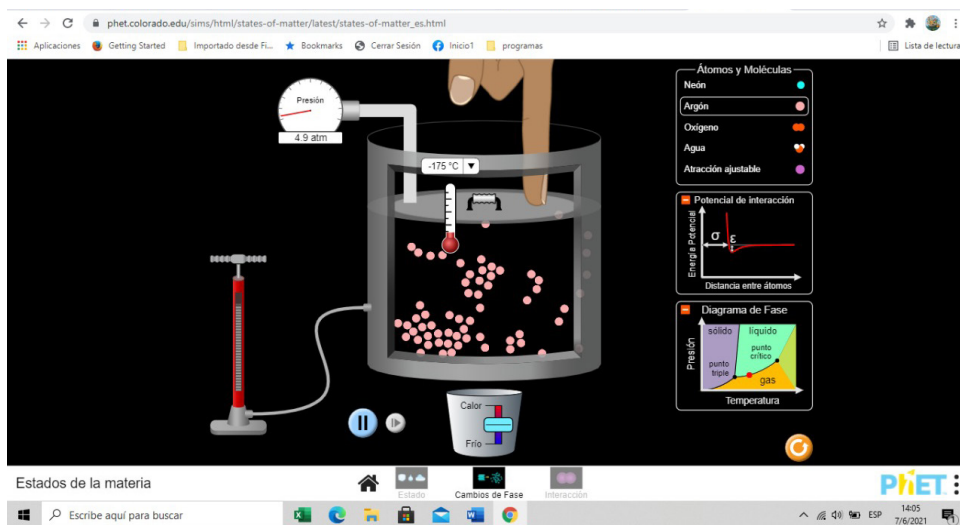 phet.colorado.edu/sims/html/states-of-matter/latest/states-of-matter_es.html
Aplicaciones Getting Started Importado desde Fi... Bookmarks Cerrar Sesión Inicio1 programas Lista de lectura
Presión
4.9 atm
-175 °C
Átomos y Moléculas
Neón
Argón
Oxígeno
Agua
Atracción ajustable
Potencial de interacción
Energía Potencial
σ ε
Distancia entre átomos
Diagrama de Fase
Presión
sólido líquido
punto crítico
punto triple
gas
Temperatura
Calor
Frío
Estados de la materia
Estado
Cambios de Fase
Interacción
PhET
Escribe aquí para buscar
ESP
14:05
7/6/2021
1